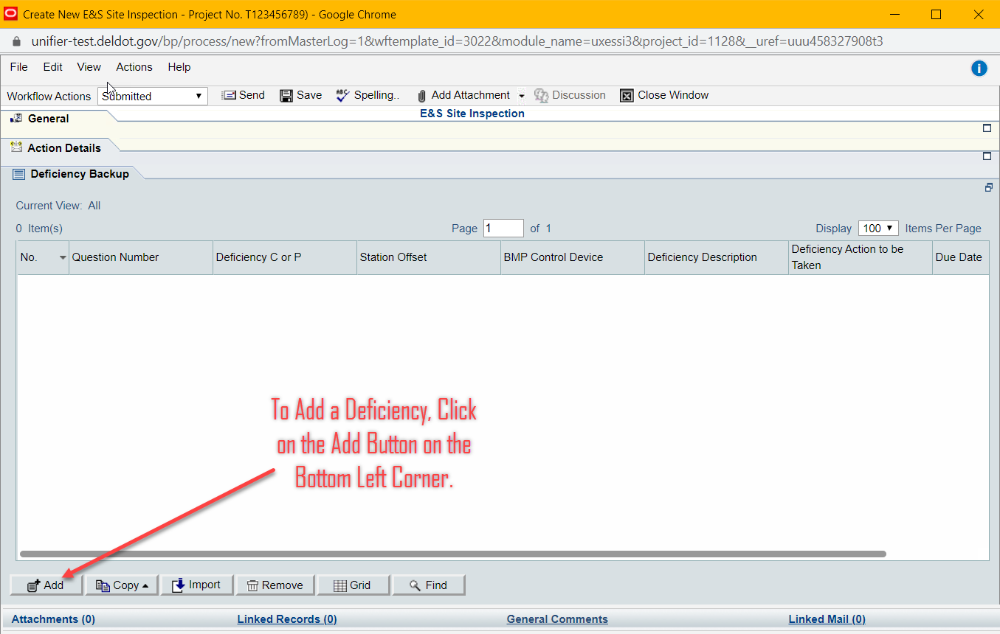 Create New E&S Site Inspection - Project No. T123456789) - Google Chrome
unifier-test.deldot.gov/bp/process/new?fromMasterLog=1&wftemplate_id=3022&module_name=uxessi3&project_id=1128&__uref=uuu458327908t3
File Edit View Actions Help
Workflow Actions Submitted Send Save ABC Spelling.. Add Attachment Discussion Close Window
E&S Site Inspection
General
Action Details
Deficiency Backup
Current View: All
0 Item(s) Page 1 of 1 Display 100 Items Per Page
No. Question Number Deficiency C or P Station Offset BMP Control Device Deficiency Description Deficiency Action to be Due Date
Taken
To Add a Deficiency, Click
on the Add Button on the
Bottom Left Corner.
Add Copy Import Remove Grid Find
Attachments (0) Linked Records (0) General Comments Linked Mail (0)